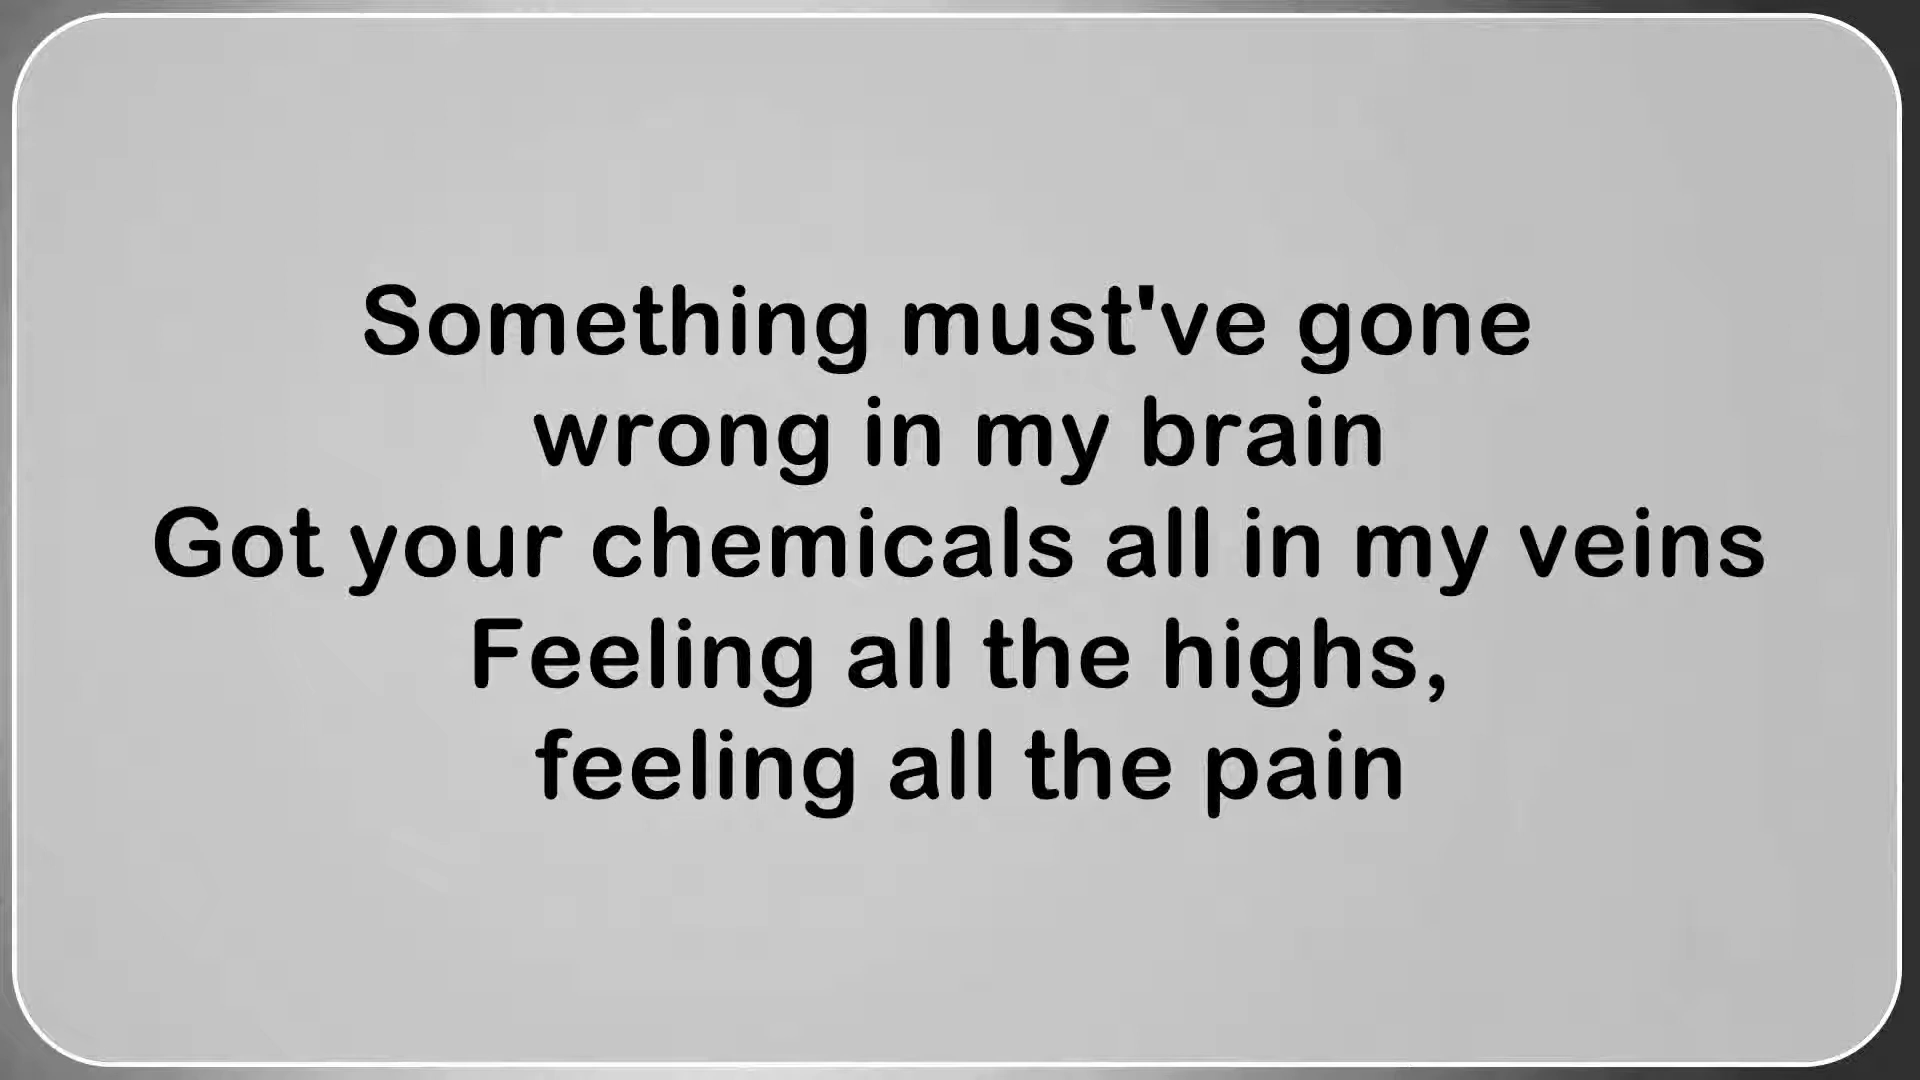 Something must've gone
wrong in my brain
Got your chemicals all in my veins
Feeling all the highs,
feeling all the pain